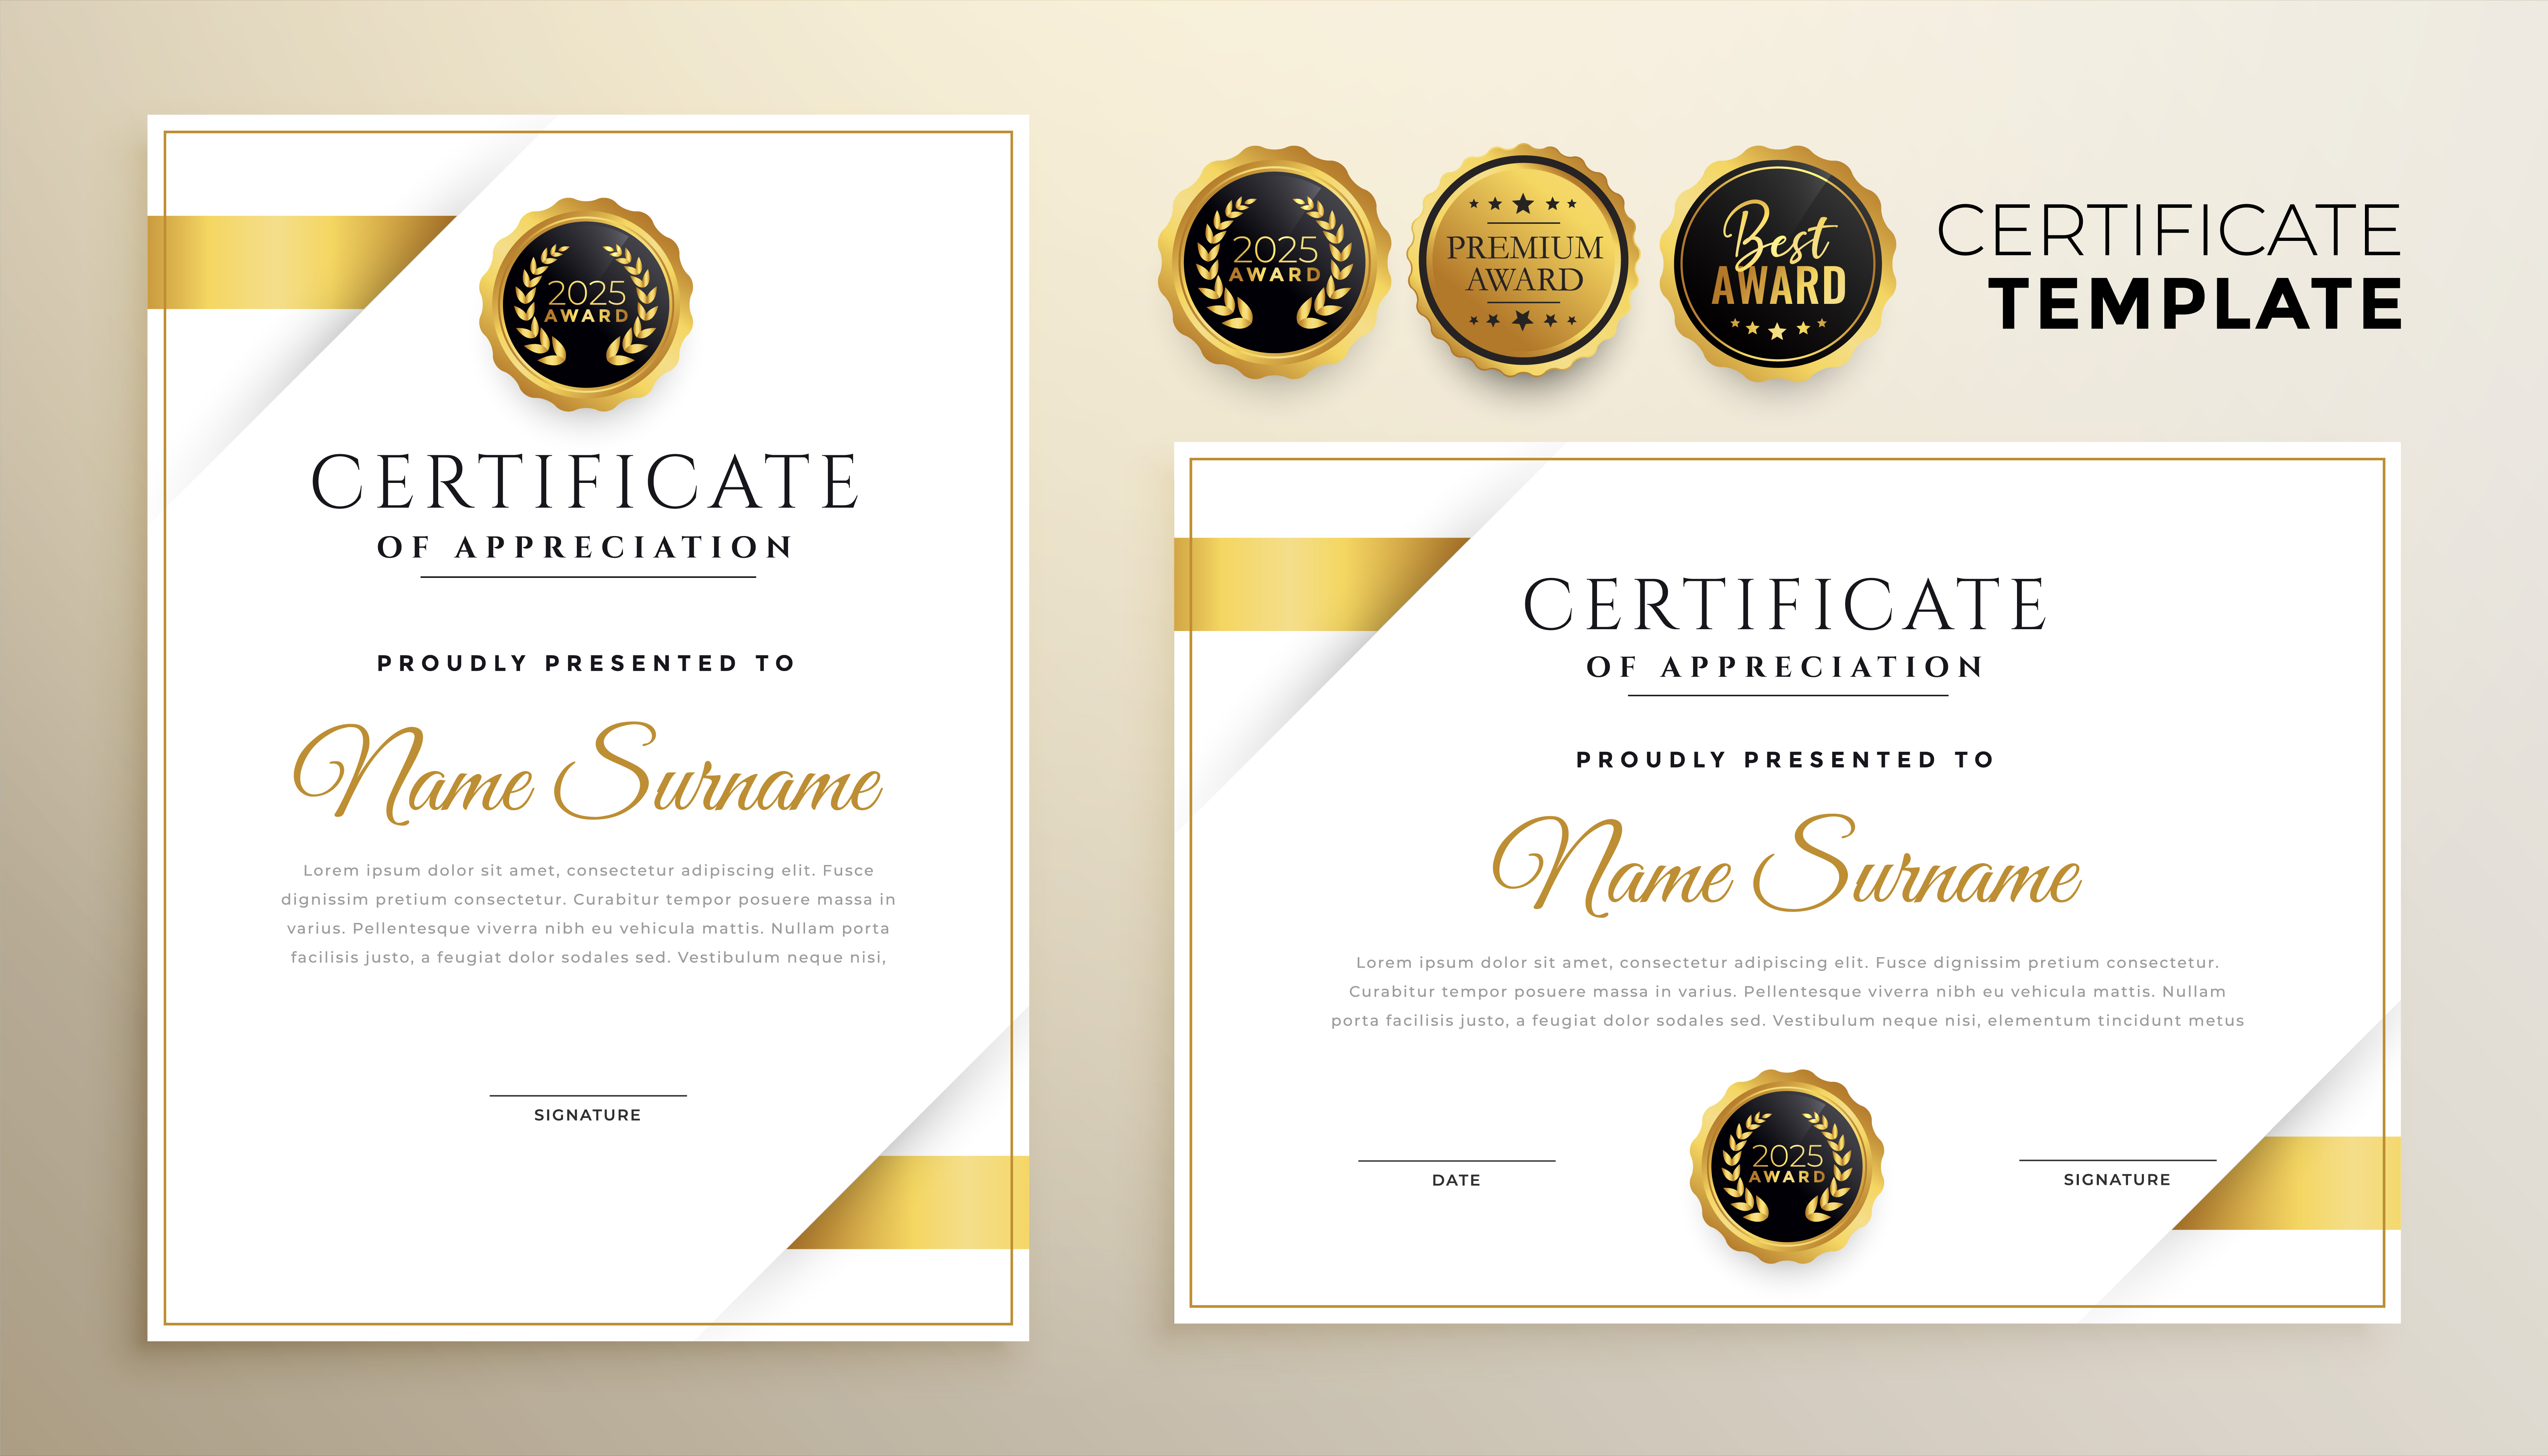 2025
AWARD
CERTIFICATE
OF APPRECIATION
PROUDLY PRESENTED TO
Name Surname
Lorem ipsum dolor sit amet, consectetur adipiscing elit. Fusce
dignissim pretium consectetur. Curabitur tempor posuere massa in
varius. Pellentesque viverra nibh eu vehicula mattis. Nullam porta
facilisis justo, a feugiat dolor sodales sed. Vestibulum neque nisi,
SIGNATURE
2025
AWARD
PREMIUM
AWARD
Best
AWARD
CERTIFICATE
TEMPLATE
CERTIFICATE
OF APPRECIATION
PROUDLY PRESENTED TO
Name Surname
Lorem ipsum dolor sit amet, consectetur adipiscing elit. Fusce dignissim pretium consectetur.
Curabitur tempor posuere massa in varius. Pellentesque viverra nibh eu vehicula mattis. Nullam
porta facilisis justo, a feugiat dolor sodales sed. Vestibulum neque nisi, elementum tincidunt metus
DATE
2025
AWARD
SIGNATURE